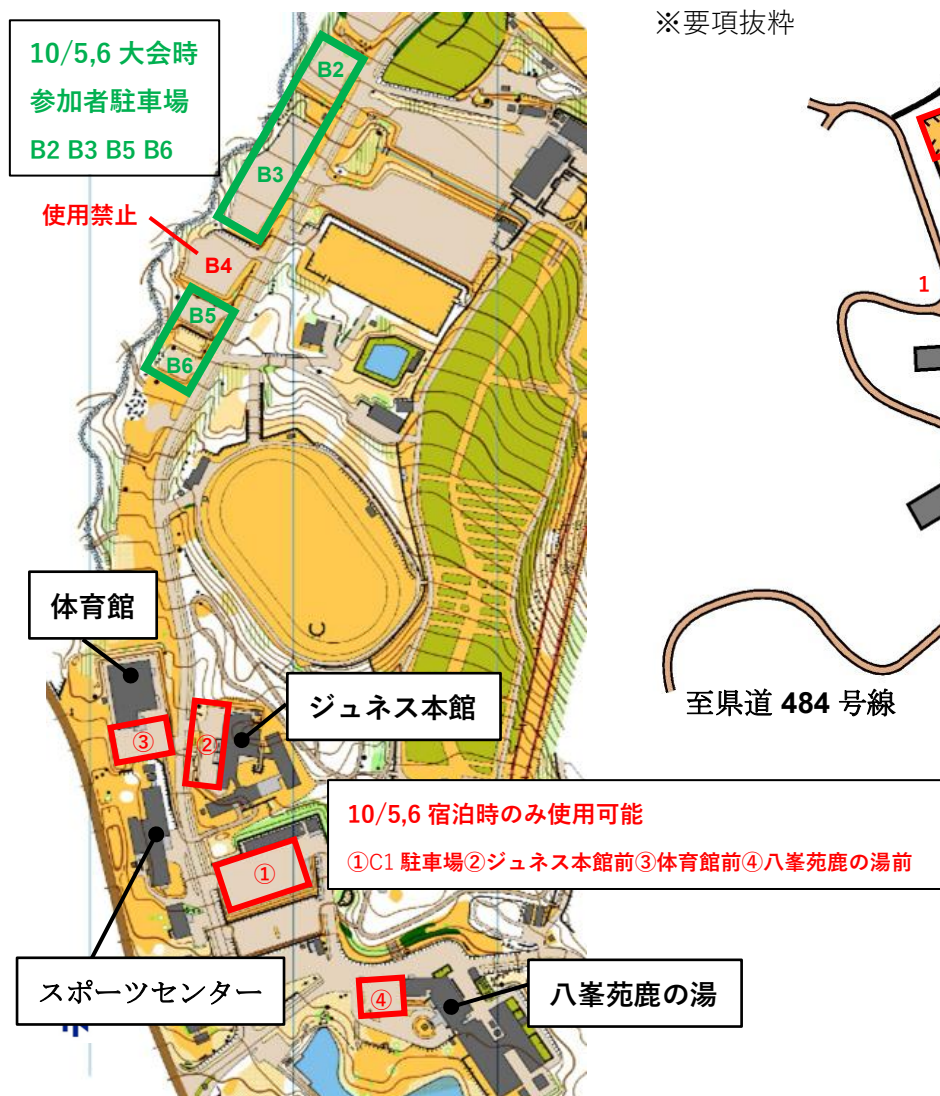 ※要項抜粋
10/5,6 大会時
参加者駐車場
B2 B3 B5 B6
B2
B3
使用禁止
B4
B5
B6
1
体育館
ジュネス本館
③
②
至県道 484 号線
10/5,6 宿泊時のみ使用可能
①C1 駐車場②ジュネス本館前③体育館前④八峯苑鹿の湯前
①
スポーツセンター
④
八峯苑鹿の湯